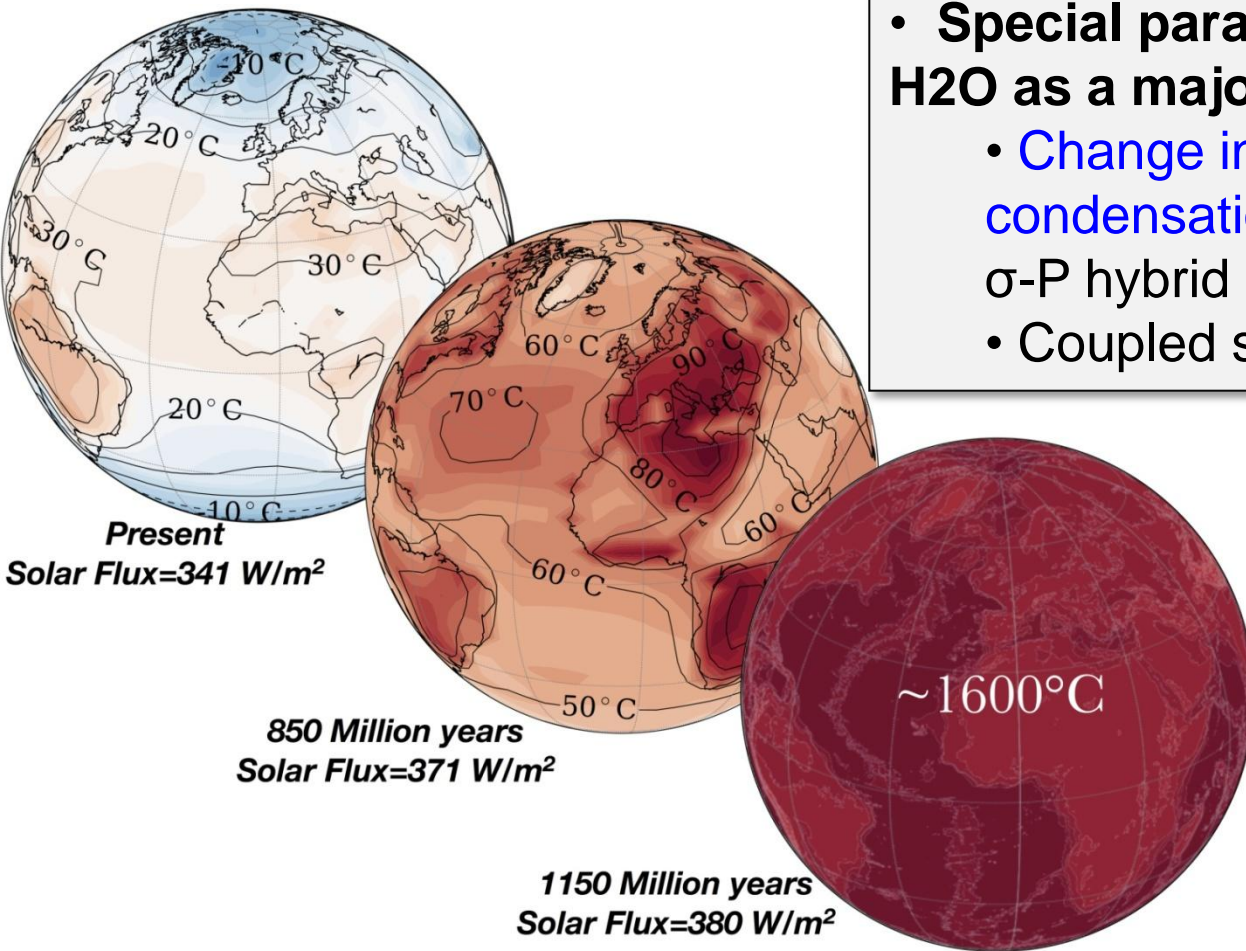 • Special para
H2O as a majo
• Change in
condensati
σ-P hybrid
• Coupled s
-10°C
20°C
30°C
30°C
20°C
10°C
Present
Solar Flux=341 W/m²
60°C
90°C
70°C
80°C
60°C
60°C
50°C
850 Million years
Solar Flux=371 W/m²
~1600°C
1150 Million years
Solar Flux=380 W/m²